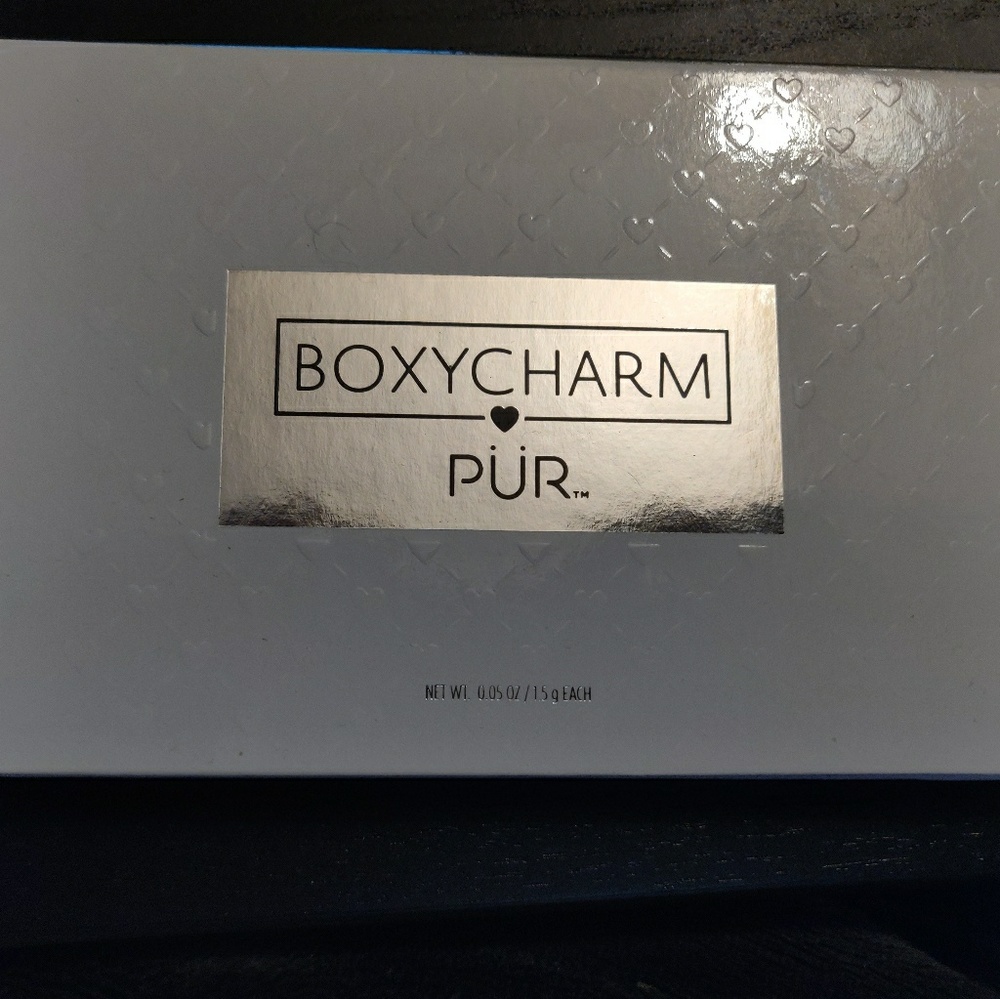 BOXYCHARM
PÜR™
NET WT. 0.05 OZ / 1.5 g EACH